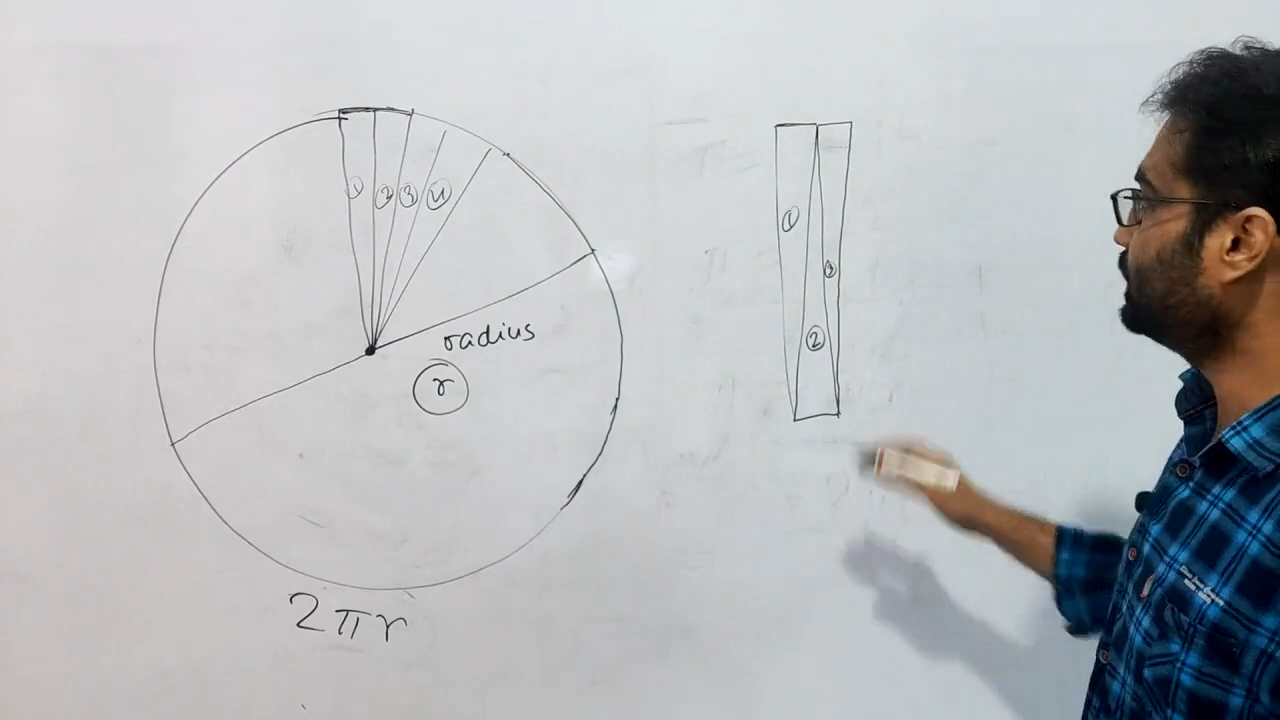 ① ② ③ ④
radius
r
2πr
① ③
②